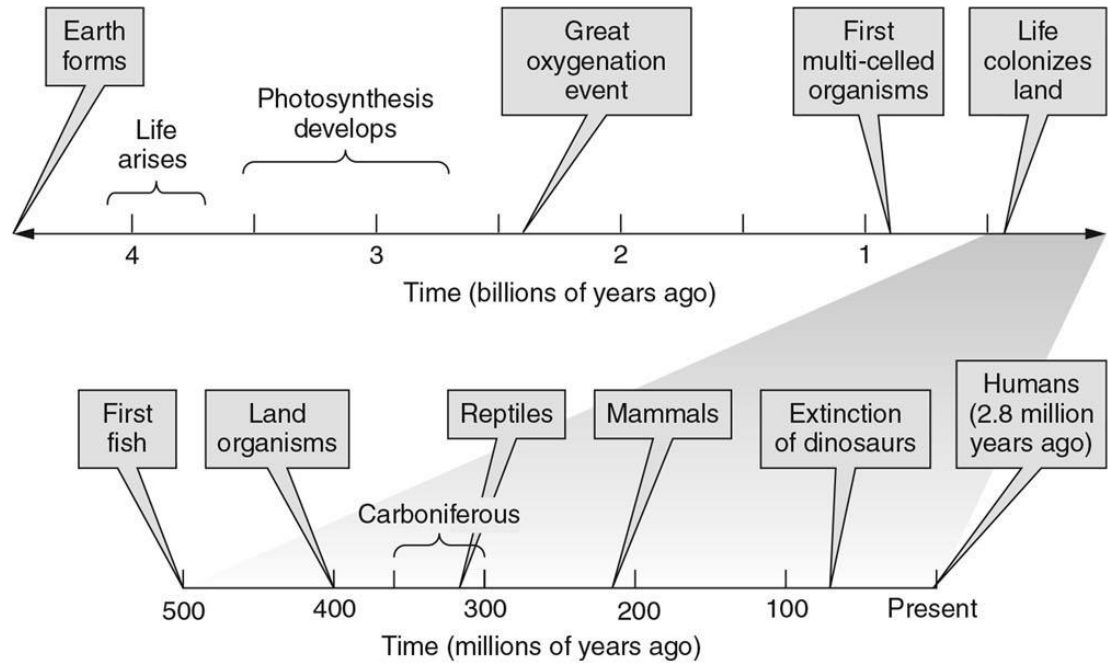 Earth
forms
Life
arises
Photosynthesis
develops
Great
oxygenation
event
First
multi-celled
organisms
Life
colonizes
land
4
3
2
1
Time (billions of years ago)
First
fish
Land
organisms
Reptiles
Mammals
Extinction
of dinosaurs
Humans
(2.8 million
years ago)
Carboniferous
500
400
300
200
100
Present
Time (millions of years ago)